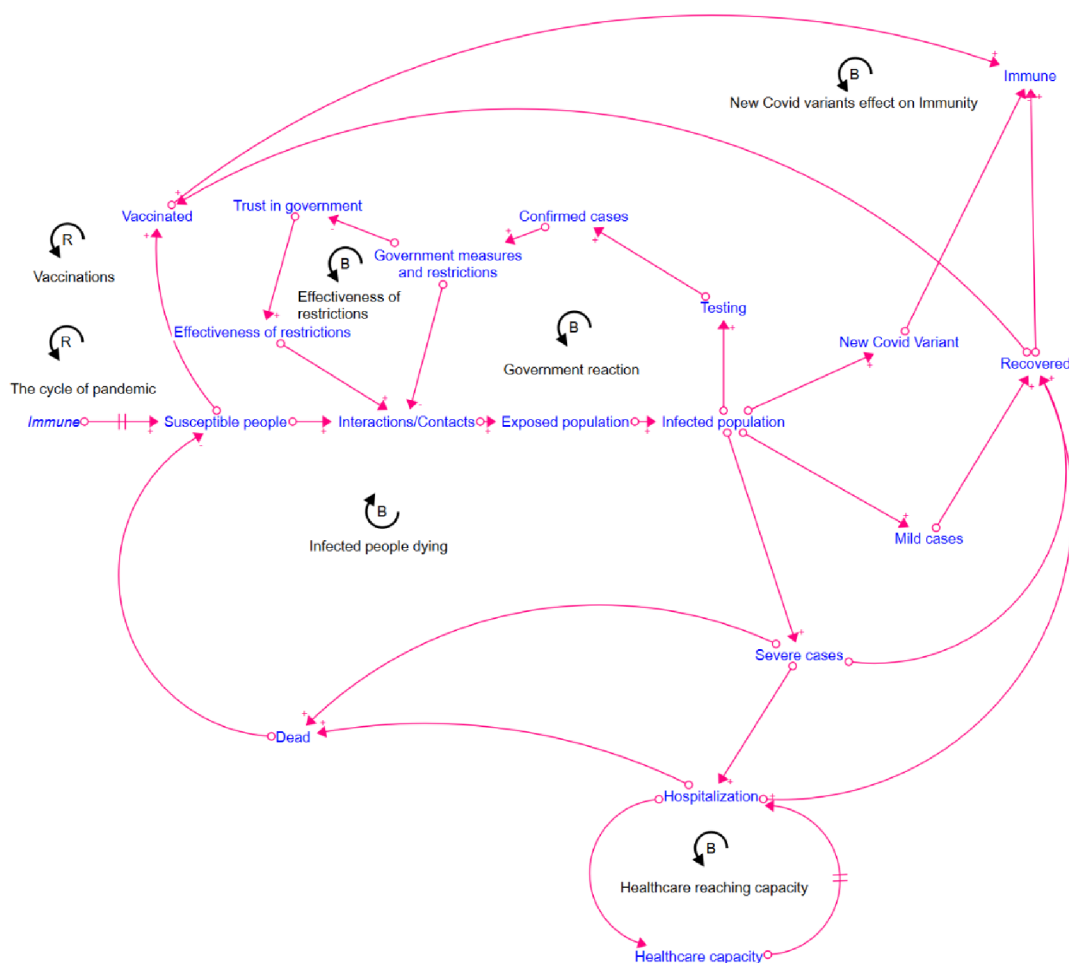 Immune
B
New Covid variants effect on Immunity
Vaccinated
Trust in government
Confirmed cases
R
Vaccinations
B
Government measures
and restrictions
Effectiveness of
restrictions
Testing
Effectiveness of restrictions
B
New Covid Variant
R
Government reaction
Recovered
The cycle of pandemic
Immune
Susceptible people
Interactions/Contacts
Exposed population
Infected population
B
Infected people dying
Mild cases
Severe cases
Dead
Hospitalization
B
Healthcare reaching capacity
Healthcare capacity